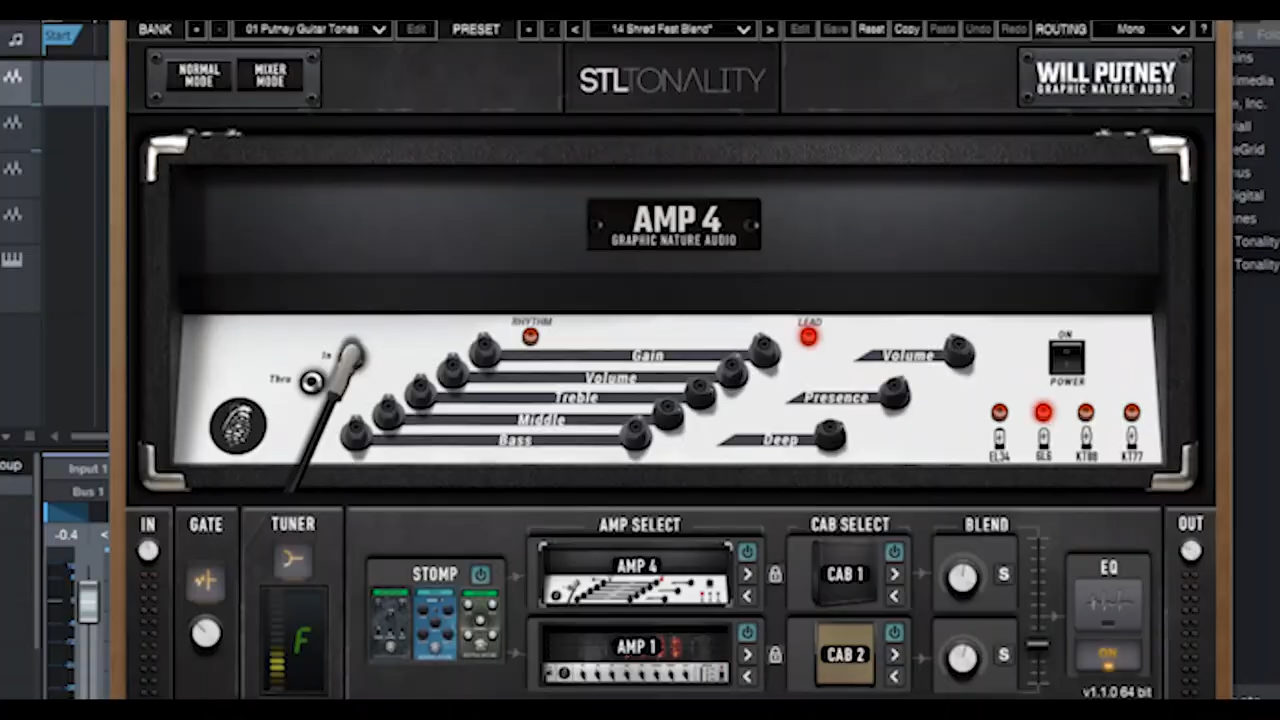 Start
BANK
01 Putney Guitar Tones
Edit
PRESET
<
14 Shred Fast Blend*
>
Edit
Save
Reset
Copy
Paste
Undo
Redo
ROUTING
Mono
?
NORMAL
MODE
MIXER
MODE
STLTONALITY
WILL PUTNEY
GRAPHIC NATURE AUDIO
AMP 4
GRAPHIC NATURE AUDIO
RHYTHM
LEAD
In
Thru
Gain
Volume
Treble
Middle
Bass
Volume
Presence
Deep
ON
POWER
EL34
6L6
KT88
KT77
Input 1
Bus 1
-0.4
IN
GATE
TUNER
F
STOMP
AMP SELECT
AMP 4
AMP 1
CAB SELECT
CAB 1
CAB 2
BLEND
S
S
EQ
ON
OUT
v1.1.0 64 bit
Tonality
Tonality